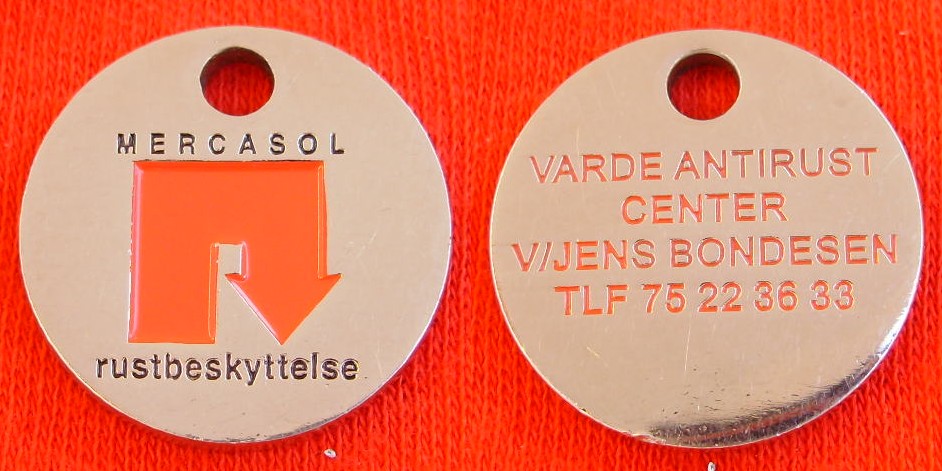 MERCASOL
rustbeskyttelse
VARDE ANTIRUST
CENTER
V/JENS BONDESEN
TLF 75 22 36 33